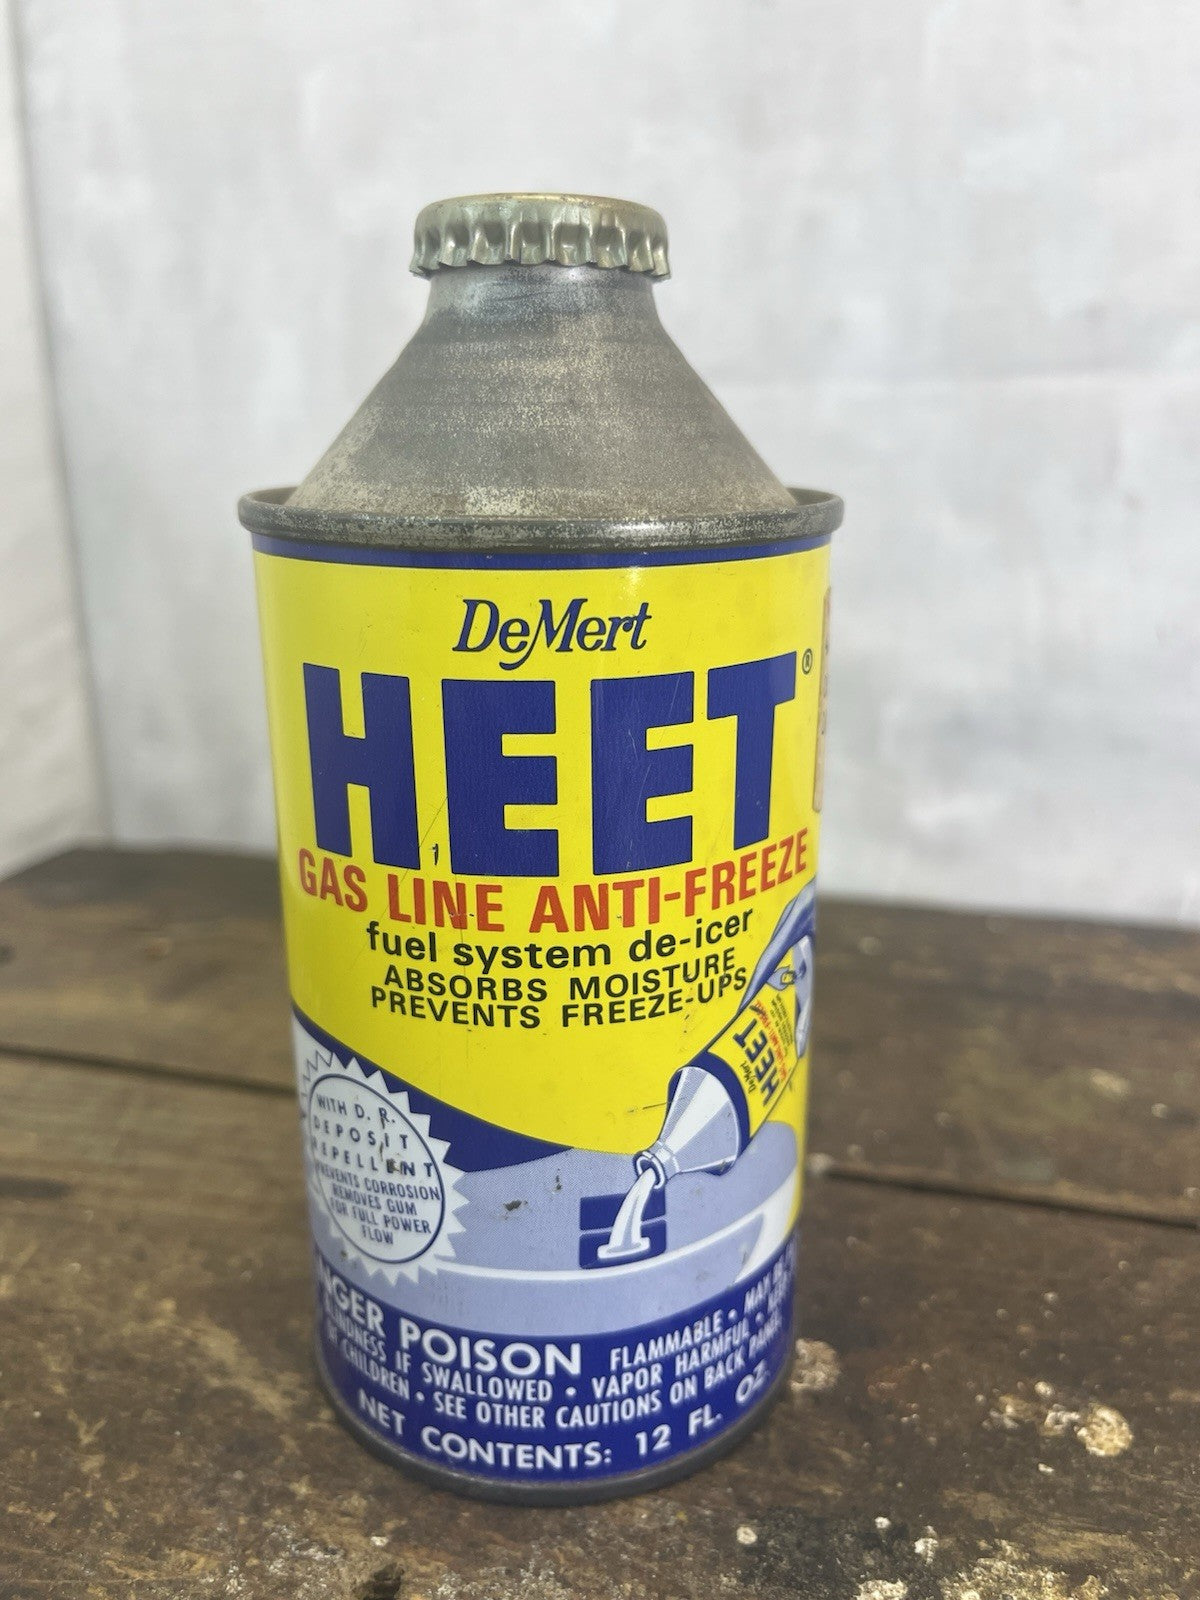 DeMert
HEET®
GAS LINE ANTI-FREEZE
fuel system de-icer
ABSORBS MOISTURE
PREVENTS FREEZE-UPS
DeMert
HEET
WITH D. R.
DEPOSIT
REPELLENT
PREVENTS CORROSION
REMOVES GUM
FOR FULL POWER
FLOW
POISON
FLAMMABLE •
IF SWALLOWED • VAPOR HARMFUL •
CHILDREN • SEE OTHER CAUTIONS ON BACK PANEL
NET CONTENTS: 12 FL. OZ.